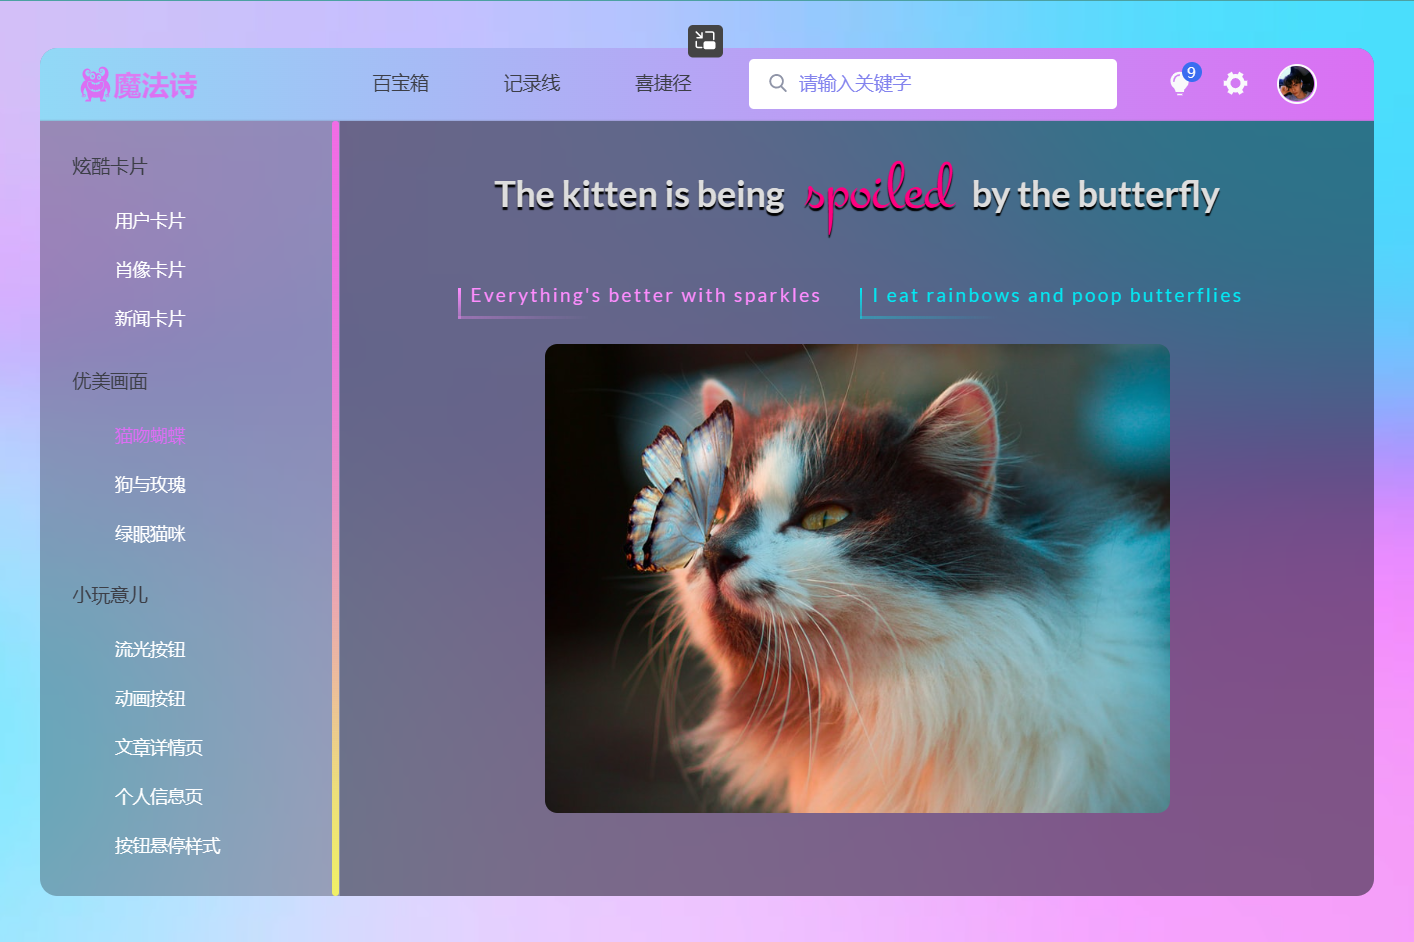 魔法诗
百宝箱
记录线
喜捷径
请输入关键字
9
炫酷卡片
用户卡片
肖像卡片
新闻卡片
优美画面
猫吻蝴蝶
狗与玫瑰
绿眼猫咪
小玩意儿
流光按钮
动画按钮
文章详情页
个人信息页
按钮悬停样式
The kitten is being spoiled by the butterfly
Everything's better with sparkles
I eat rainbows and poop butterflies